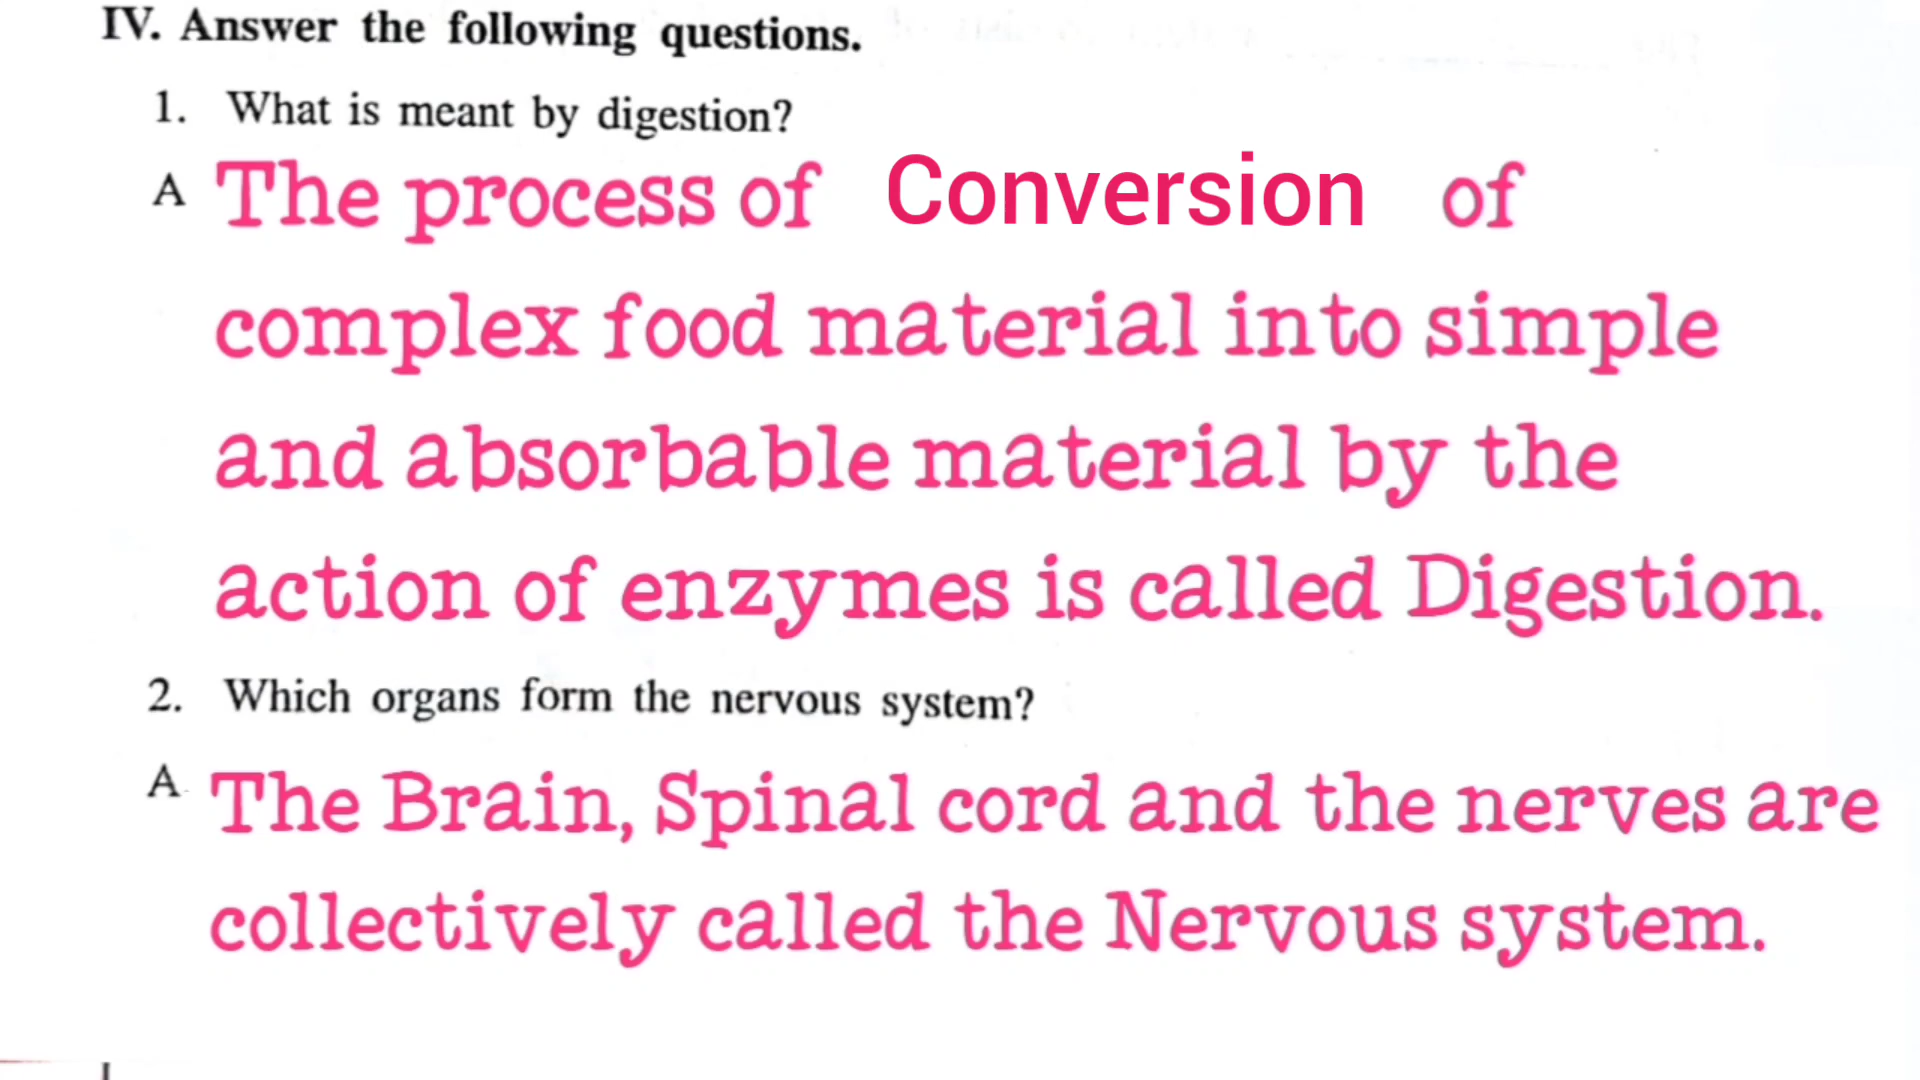 IV. Answer the following questions.
1. What is meant by digestion?
A The process of Conversion of
complex food material into simple
and absorbable material by the
action of enzymes is called Digestion.
2. Which organs form the nervous system?
A The Brain, Spinal cord and the nerves are
collectively called the Nervous system.